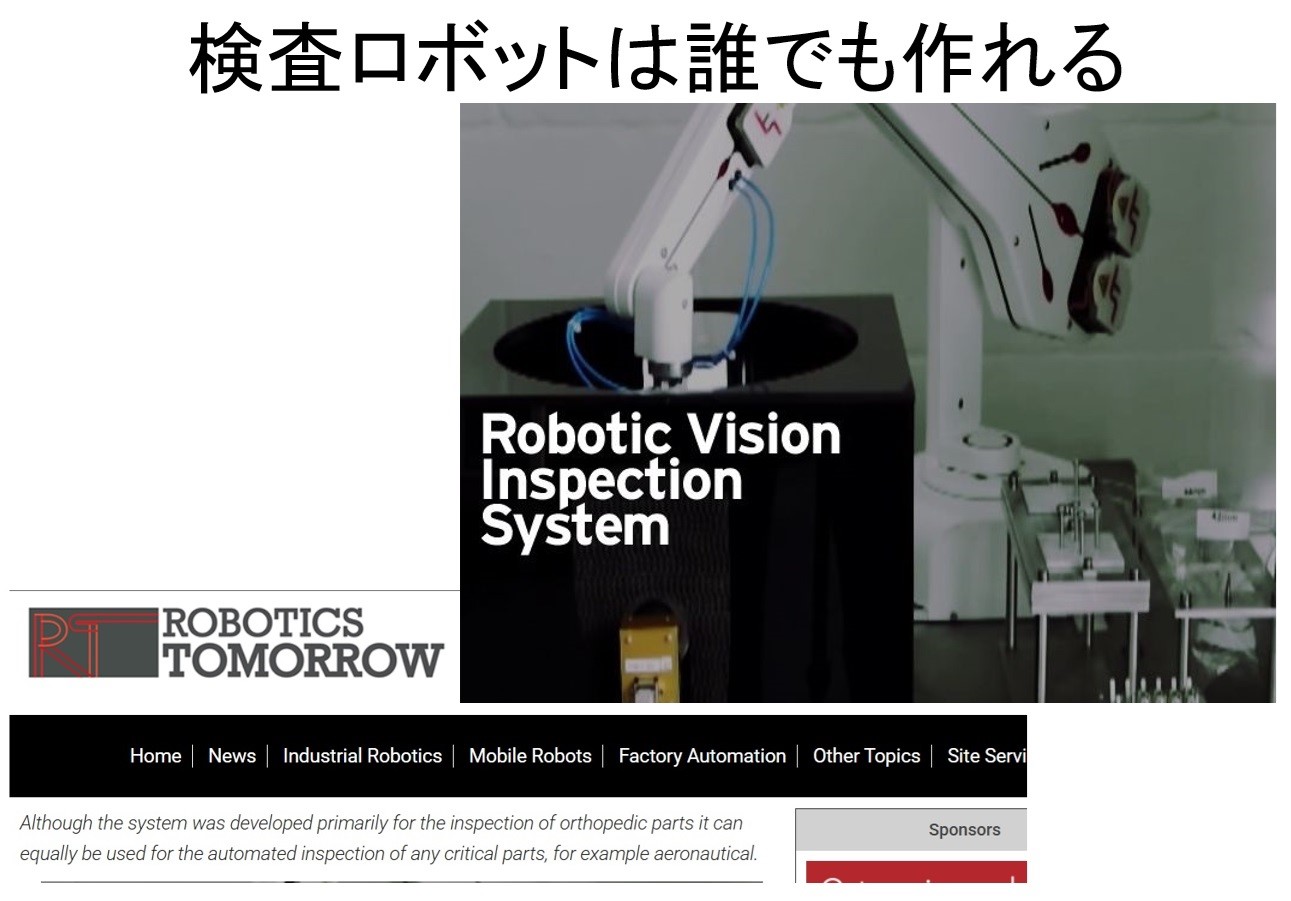 検査ロボットは誰でも作れる
Robotic Vision
Inspection
System
RT ROBOTICS
TOMORROW
Home
News
Industrial Robotics
Mobile Robots
Factory Automation
Other Topics
Site Servi
Although the system was developed primarily for the inspection of orthopedic parts it can
equally be used for the automated inspection of any critical parts, for example aeronautical.
Sponsors